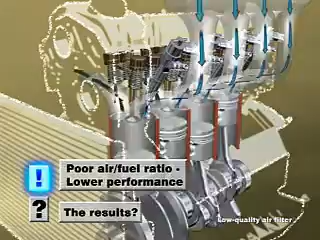 Poor air/fuel ratio -
Lower performance
!
?
The results?
Low-quality air filter